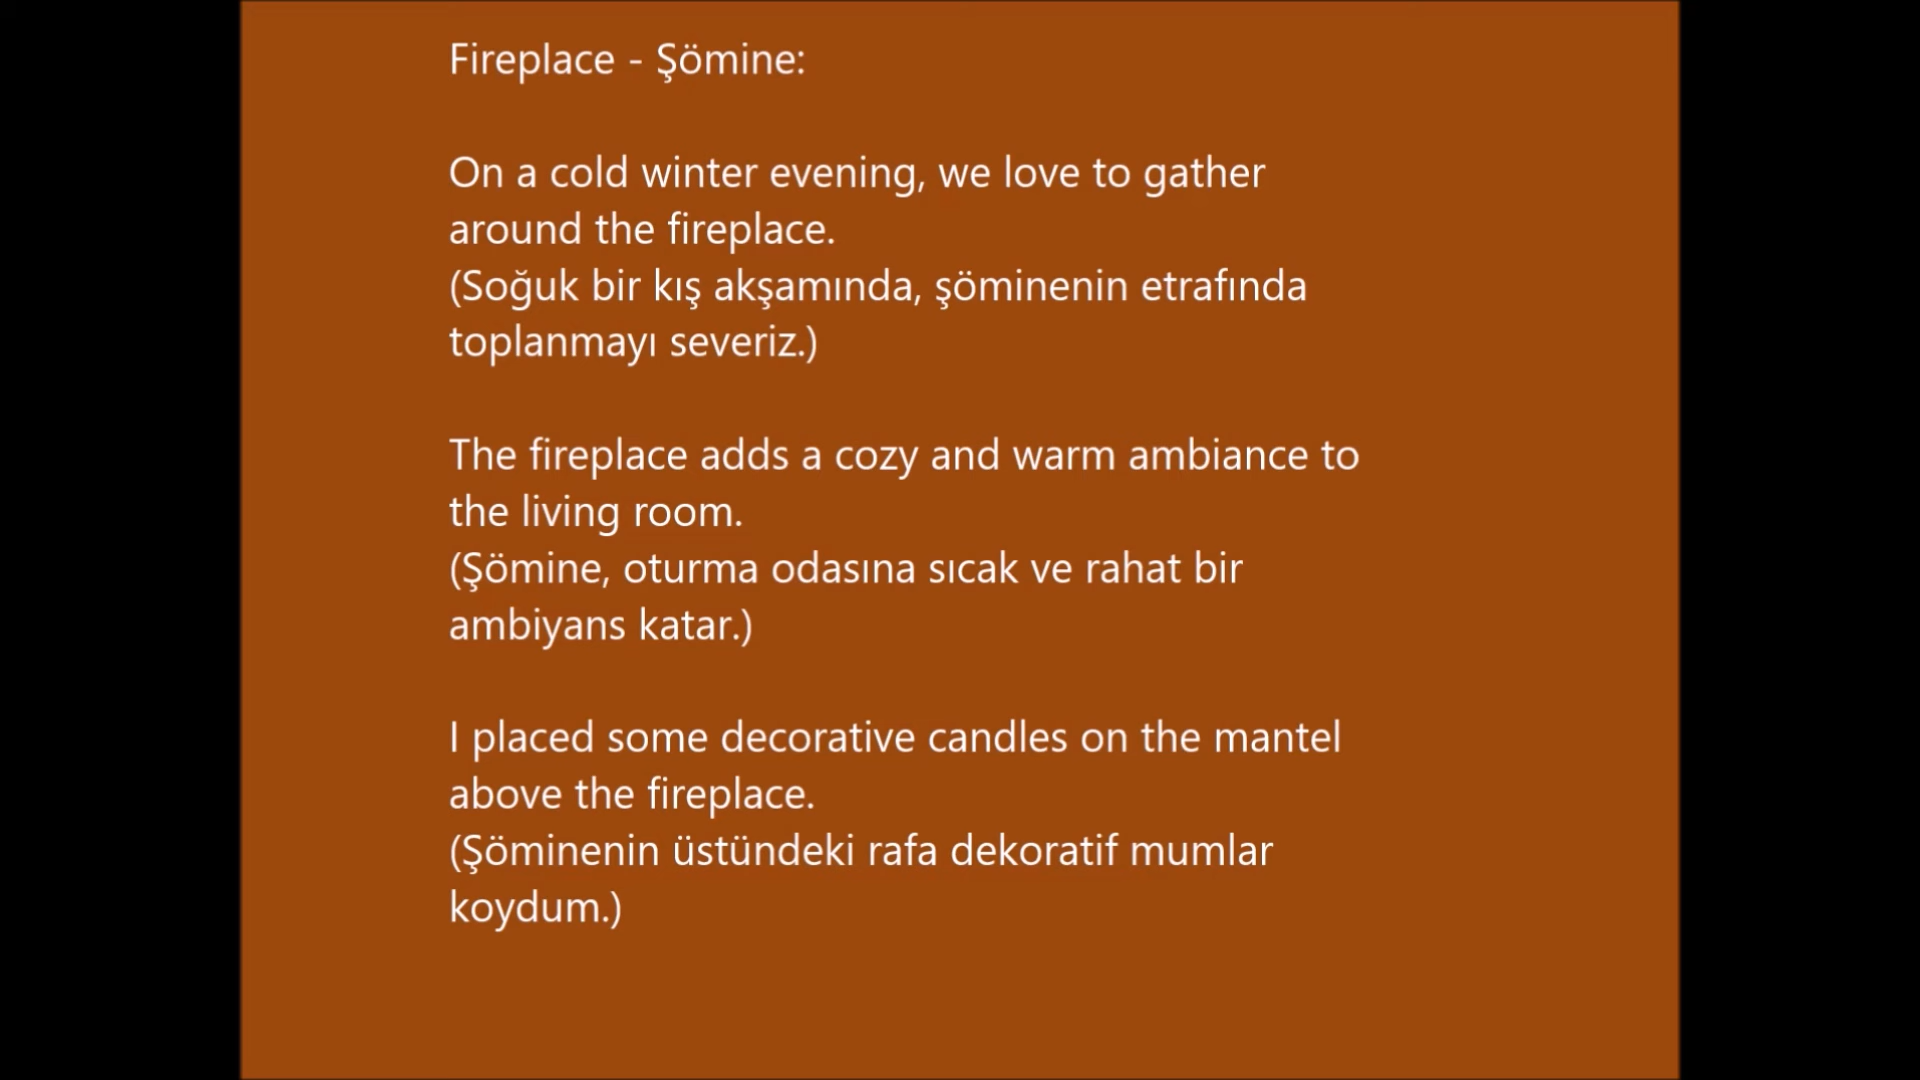 Fireplace - Şömine:
On a cold winter evening, we love to gather
around the fireplace.
(Soğuk bir kış akşamında, şöminenin etrafında
toplanmayı severiz.)
The fireplace adds a cozy and warm ambiance to
the living room.
(Şömine, oturma odasına sıcak ve rahat bir
ambiyans katar.)
I placed some decorative candles on the mantel
above the fireplace.
(Şöminenin üstündeki rafa dekoratif mumlar
koydum.)